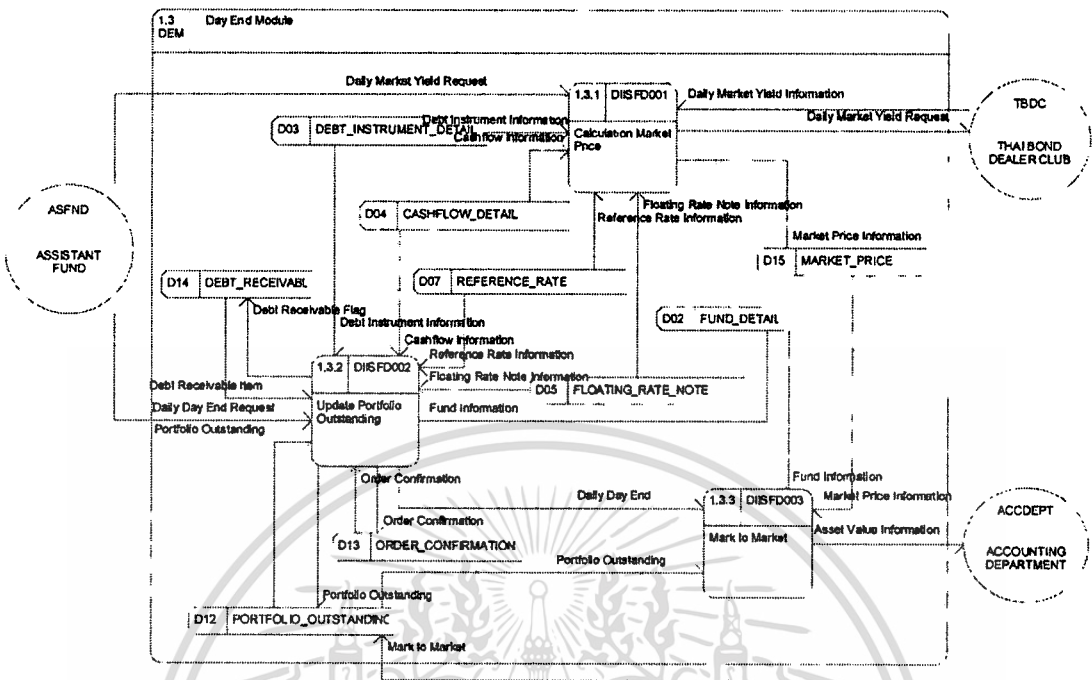 1.3 Day End Module
DEM
Daily Market Yield Request
1.3.1 DIISFD001
Daily Market Yield Information
TBDC
Daily Market Yield Request
THAI BOND
DEALER CLUB
Debt Instrument Information
D03 DEBT_INSTRUMENT_DETAIL
Cashflow Information
Calculation Market
Price
ASFND
ASSISTANT
FUND
D04 CASHFLOW_DETAIL
Floating Rate Note Information
Reference Rate Information
Market Price Information
D15 MARKET_PRICE
D14 DEBT_RECEIVABL
D07 REFERENCE_RATE
Debt Receivable Flag
D02 FUND_DETAIL
Debt Instrument Information
Cashflow Information
Reference Rate Information
1.3.2 DIISFD002
Floating Rate Note Information
D05 FLOATING_RATE_NOTE
Debt Receivable Item
Daily Day End Request
Portfolio Outstanding
Update Portfolio
Outstanding
Fund Information
Order Confirmation
Fund Information
Daily Day End
1.3.3 DIISFD003
Market Price Information
ACCDEPT
Order Confirmation
Asset Value Information
D13 ORDER_CONFIRMATION
Mark to Market
ACCOUNTING
DEPARTMENT
Portfolio Outstanding
Portfolio Outstanding
D12 PORTFOLIO_OUTSTANDING
Mark to Market